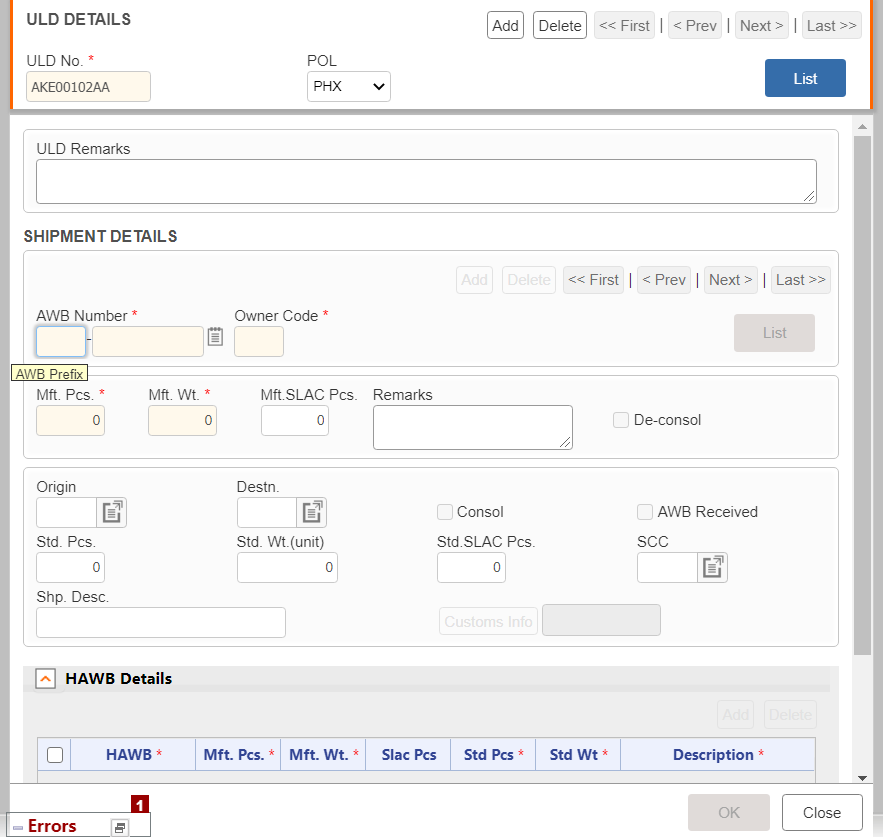 ULD DETAILS
Add Delete << First | < Prev | Next > | Last >>
ULD No. * POL
AKE00102AA PHX List
ULD Remarks
SHIPMENT DETAILS
Add Delete << First | < Prev | Next > | Last >>
AWB Number * Owner Code *
- List
AWB Prefix
Mft. Pcs. * Mft. Wt. * Mft.SLAC Pcs. Remarks
0 0 0 De-consol
Origin Destn.
Consol AWB Received
Std. Pcs. Std. Wt.(unit) Std.SLAC Pcs. SCC
0 0 0
Shp. Desc.
Customs Info
HAWB Details
Add Delete
HAWB * Mft. Pcs. * Mft. Wt. * Slac Pcs Std Pcs * Std Wt * Description *
1
Errors
OK Close